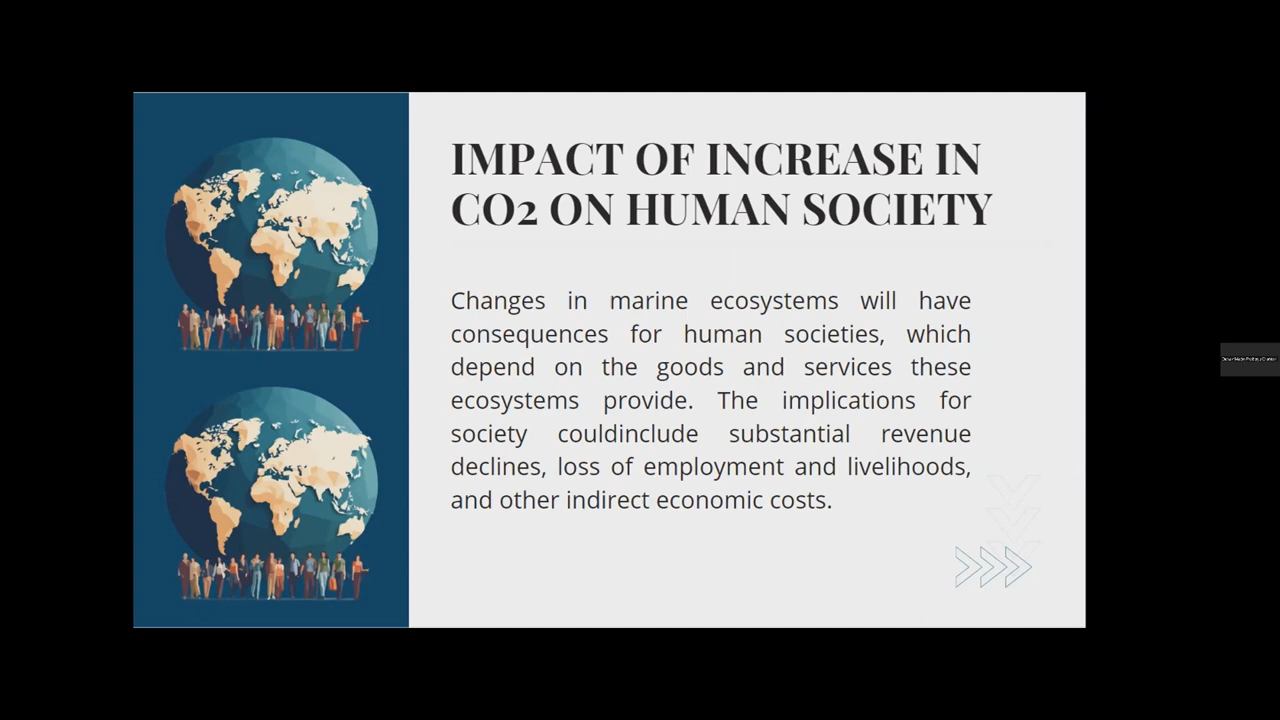 IMPACT OF INCREASE IN
CO2 ON HUMAN SOCIETY
Changes in marine ecosystems will have
consequences for human societies, which
depend on the goods and services these
ecosystems provide. The implications for
society couldinclude substantial revenue
declines, loss of employment and livelihoods,
and other indirect economic costs.